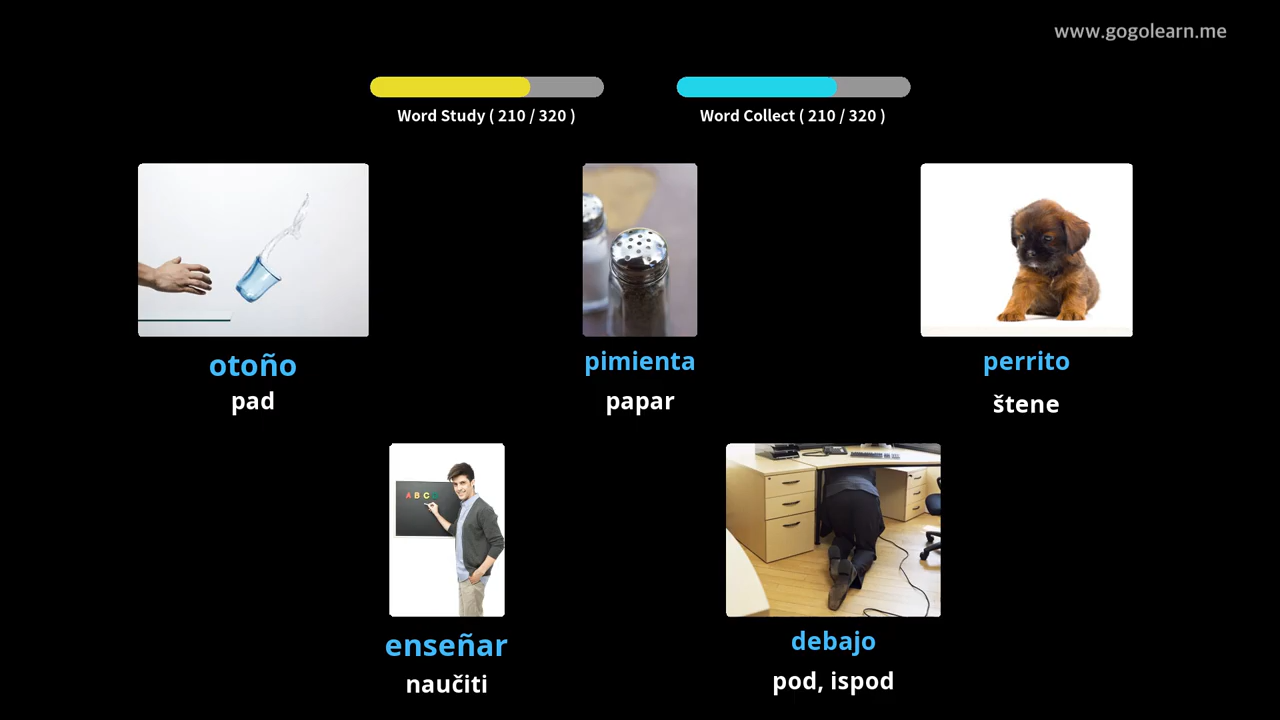 www.gogolearn.me
Word Study ( 210 / 320 )
Word Collect ( 210 / 320 )
otoño
pad
pimienta
papar
perrito
štene
enseñar
naučiti
debajo
pod, ispod